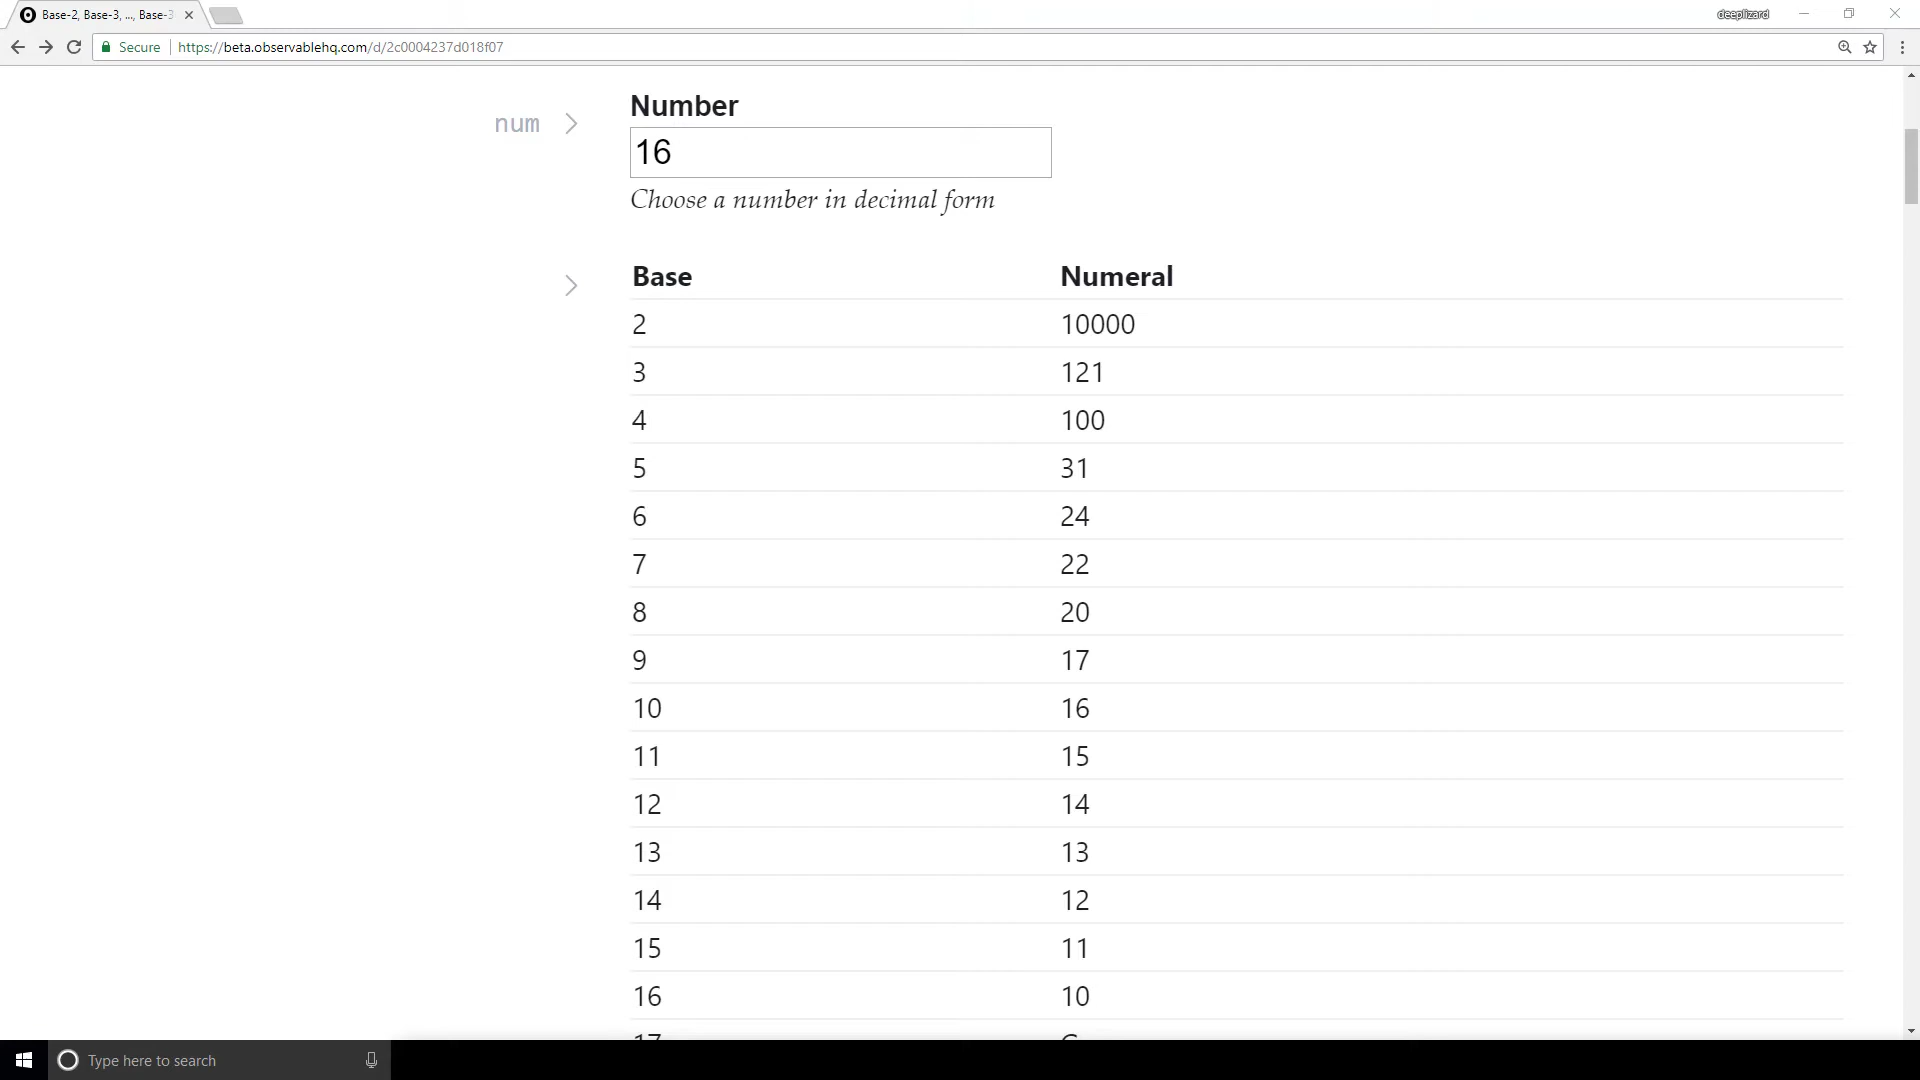 Base-2, Base-3, ..., Base-3
deeplizard
Secure | https://beta.observablehq.com/d/2c0004237d018f07
Number
num
16
Choose a number in decimal form
Base Numeral
2 10000
3 121
4 100
5 31
6 24
7 22
8 20
9 17
10 16
11 15
12 14
13 13
14 12
15 11
16 10
Type here to search